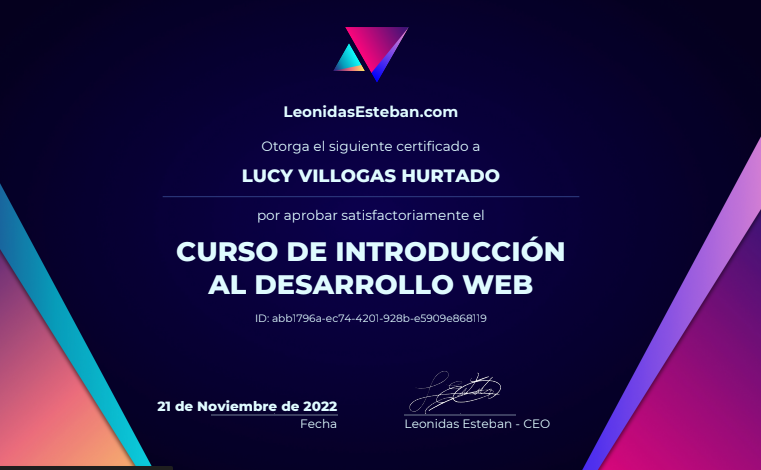 LeonidasEsteban.com
Otorga el siguiente certificado a
LUCY VILLOGAS HURTADO
por aprobar satisfactoriamente el
CURSO DE INTRODUCCIÓN
AL DESARROLLO WEB
ID: abb1796a-ec74-4201-928b-e5909e868119
21 de Noviembre de 2022
Fecha
Leonidas Esteban - CEO